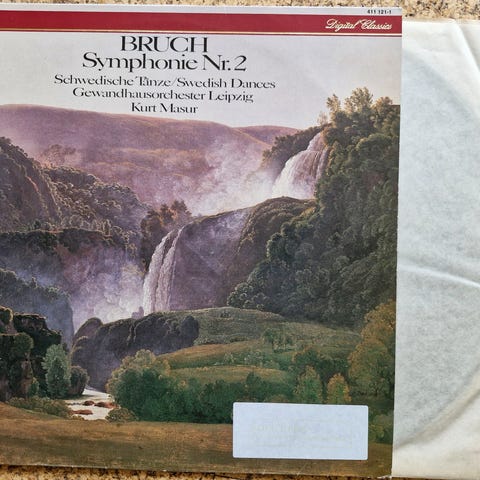 411 121-1
Digital Classics
BRUCH
Symphonie Nr. 2
Schwedische Tänze/Swedish Dances
Gewandhausorchester Leipzig
Kurt Masur